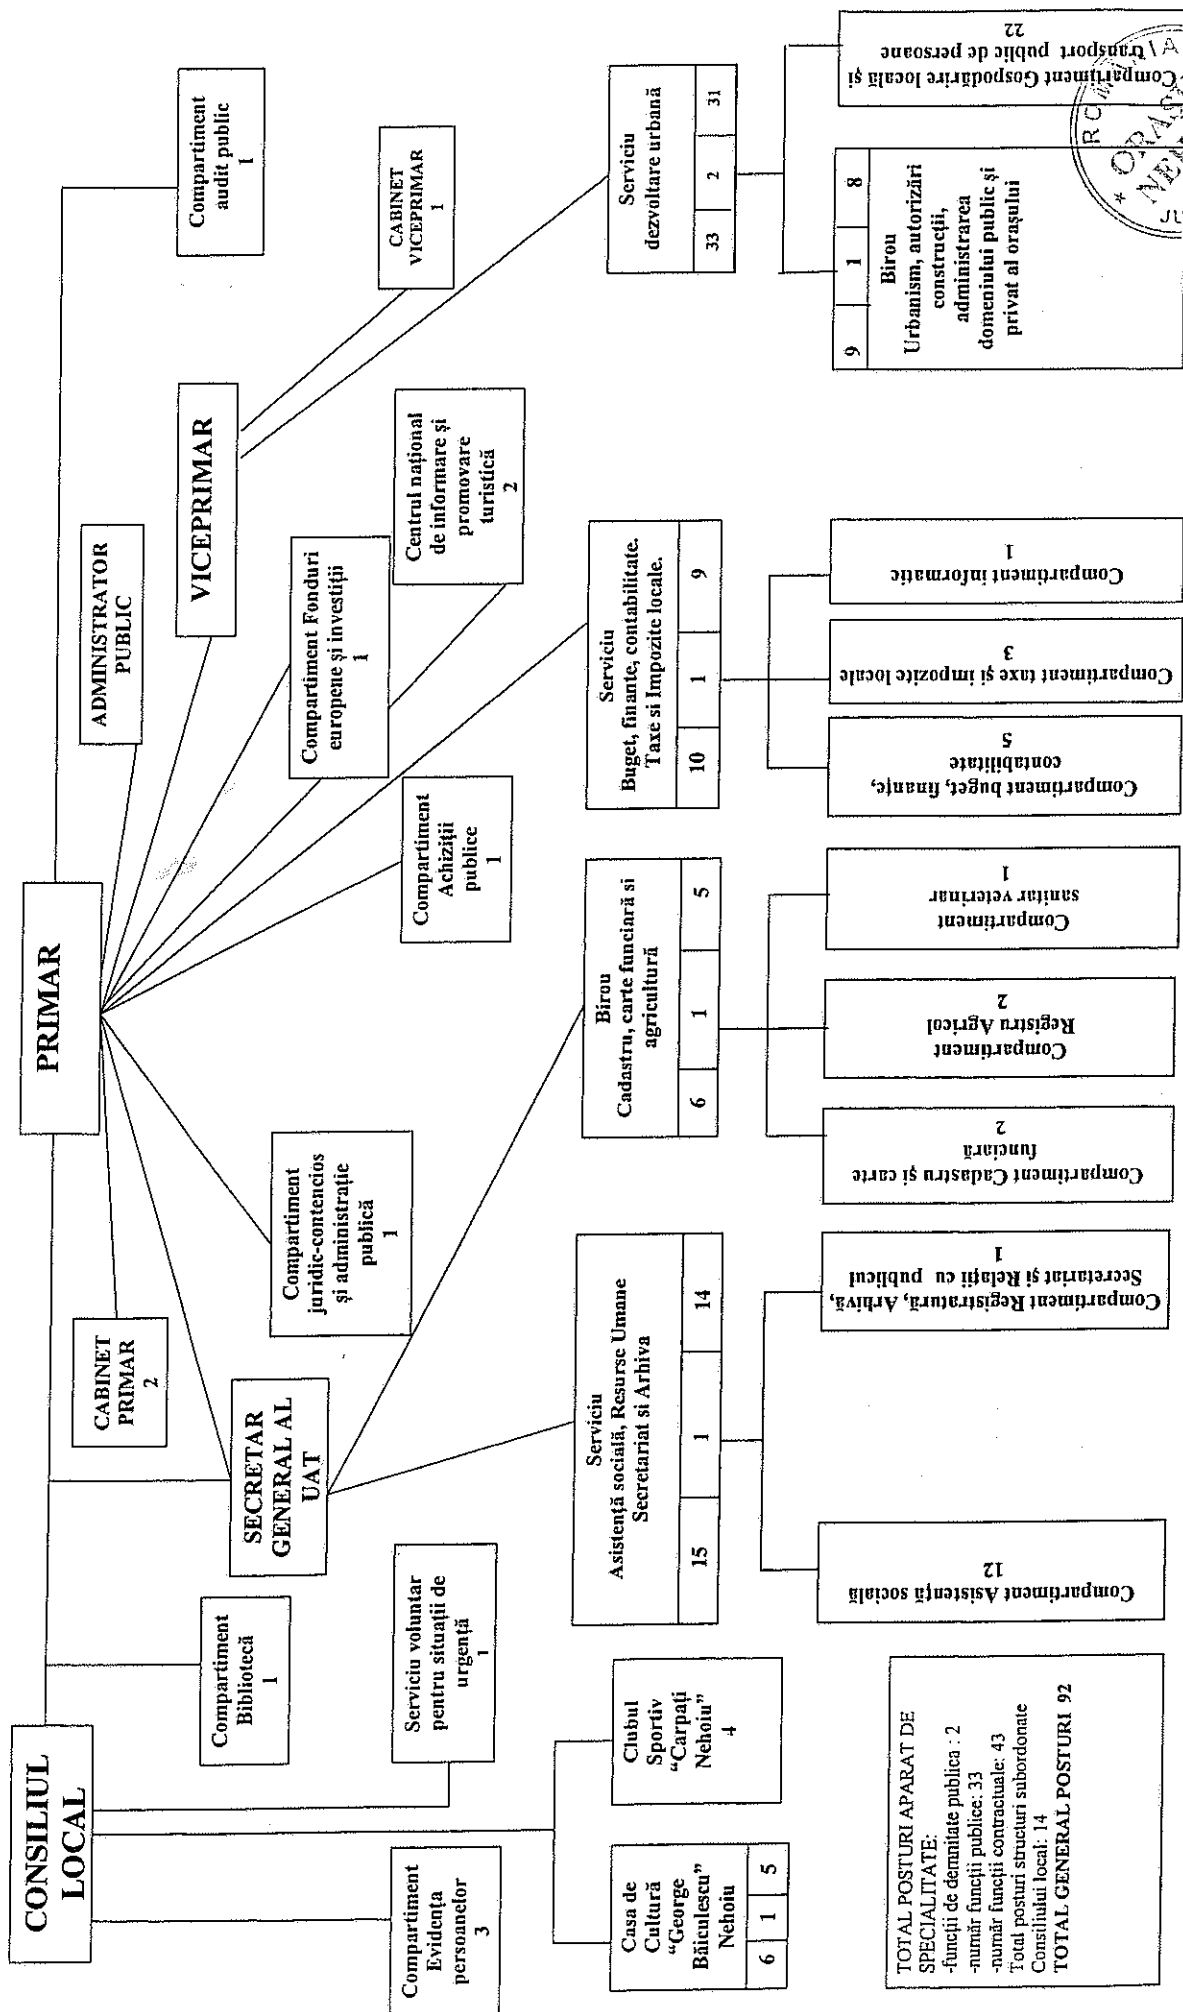 CONSILIUL
LOCAL
PRIMAR
Compartiment
audit public
1
ADMINISTRATOR
PUBLIC
VICEPRIMAR
CABINET
VICEPRIMAR
1
CABINET
PRIMAR
2
SECRETAR
GENERAL AL
UAT
Compartiment
Bibliotecă
1
Compartiment
juridic-contencios
și administrație
publică
1
Compartiment Fonduri
europene și investiții
1
Centrul național
de informare și
promovare
turistică
2
Compartiment
Achiziții
publice
1
Compartiment
Evidența
personelor
3
Serviciu voluntar
pentru situații de
urgență
1
Casa de
Cultură
“George
Băiculescu”
Nehoiu
6 1 5
Clubul
Sportiv
“Carpați
Nehoiu”
4
Serviciu
Asistență socială, Resurse Umane
Secretariat si Arhiva
15 1 14
Birou
Cadastru, carte funciară si
agricultură
6 1 5
Serviciu
Buget, finante, contabilitate.
Taxe si Impozite locale.
10 1 9
Serviciu
dezvoltare urbană
33 2 31
Compartiment Asistența socială
12
Compartiment Registratură, Arhivă,
Secretariat și Relații cu publicul
1
Compartiment Cadastru și carte
funciară
2
Compartiment
Registru Agricol
2
Compartiment
sanitar veterinar
1
Compartiment buget, finanțe,
contabilitate
5
Compartiment taxe și impozite locale
3
Compartiment informatic
1
9 1 8
Birou
Urbanism, autorizări
construcții,
administrarea
domeniului public și
privat al orașului
Compartiment Gospodărire locală și
transport public de persoane
22
TOTAL POSTURI APARAT DE
SPECIALITATE:
-funcții de demnitate publica : 2
-număr funcții publice: 33
-număr funcții contractuale: 43
Total posturi structuri subordonate
Consiliului local: 14
TOTAL GENERAL POSTURI 92